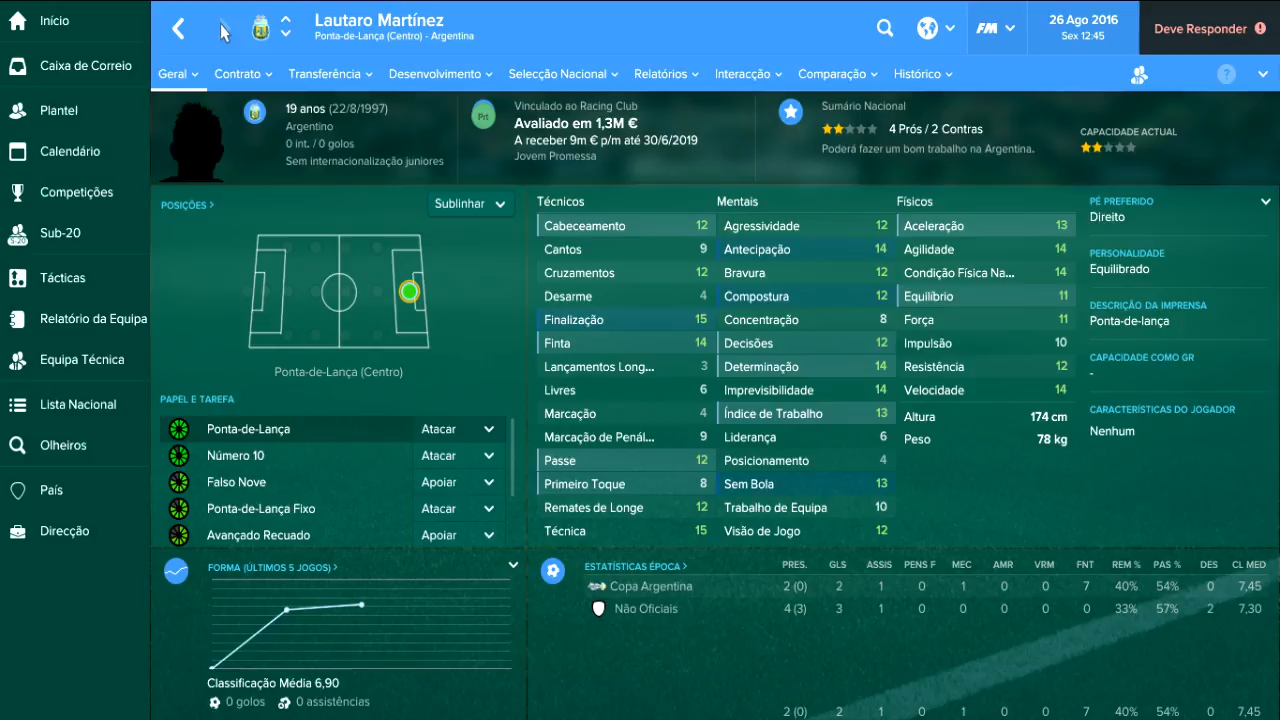 Início
Caixa de Correio
Plantel
Calendário
Competições
Sub-20
Tácticas
Relatório da Equipa
Equipa Técnica
Lista Nacional
Olheiros
País
Direcção
Lautaro Martínez
Ponta-de-Lança (Centro) - Argentina
FM
26 Ago 2016
Sex 12:45
Deve Responder
Geral Contrato Transferência Desenvolvimento Selecção Nacional Relatórios Interacção Comparação Histórico
19 anos (22/8/1997)
Argentino
0 int. / 0 golos
Sem internacionalização juniores
Prt
Vinculado ao Racing Club
Avaliado em 1,3M €
A receber 9m € p/m até 30/6/2019
Jovem Promessa
Sumário Nacional
4 Prós / 2 Contras
Poderá fazer um bom trabalho na Argentina.
CAPACIDADE ACTUAL
POSIÇÕES >
Sublinhar
Ponta-de-Lança (Centro)
PAPEL E TAREFA
Ponta-de-Lança Atacar
Número 10 Atacar
Falso Nove Apoiar
Ponta-de-Lança Fixo Atacar
Avançado Recuado Apoiar
Técnicos
Cabeceamento 12
Cantos 9
Cruzamentos 12
Desarme 4
Finalização 15
Finta 14
Lançamentos Long... 3
Livres 6
Marcação 4
Marcação de Penál... 9
Passe 12
Primeiro Toque 8
Remates de Longe 12
Técnica 15
Mentais
Agressividade 12
Antecipação 14
Bravura 12
Compostura 12
Concentração 8
Decisões 12
Determinação 14
Imprevisibilidade 14
Índice de Trabalho 13
Liderança 6
Posicionamento 4
Sem Bola 13
Trabalho de Equipa 10
Visão de Jogo 12
Físicos
Aceleração 13
Agilidade 14
Condição Física Na... 14
Equilíbrio 11
Força 11
Impulsão 10
Resistência 12
Velocidade 14
Altura 174 cm
Peso 78 kg
PÉ PREFERIDO
Direito
PERSONALIDADE
Equilibrado
DESCRIÇÃO DA IMPRENSA
Ponta-de-lança
CAPACIDADE COMO GR
-
CARACTERÍSTICAS DO JOGADOR
Nenhum
FORMA (ÚLTIMOS 5 JOGOS) >
Classificação Média 6,90
0 golos 0 assistências
ESTATÍSTICAS ÉPOCA > PRES. GLS ASSIS PENS F MEC AMR VRM FNT REM % PAS % DES CL MED
Copa Argentina 2 (0) 2 1 0 1 0 0 7 40% 54% 0 7,45
Não Oficiais 4 (3) 3 1 0 0 0 0 0 33% 57% 2 7,30
2 (0) 2 1 0 1 0 0 7 40% 54% 0 7,45